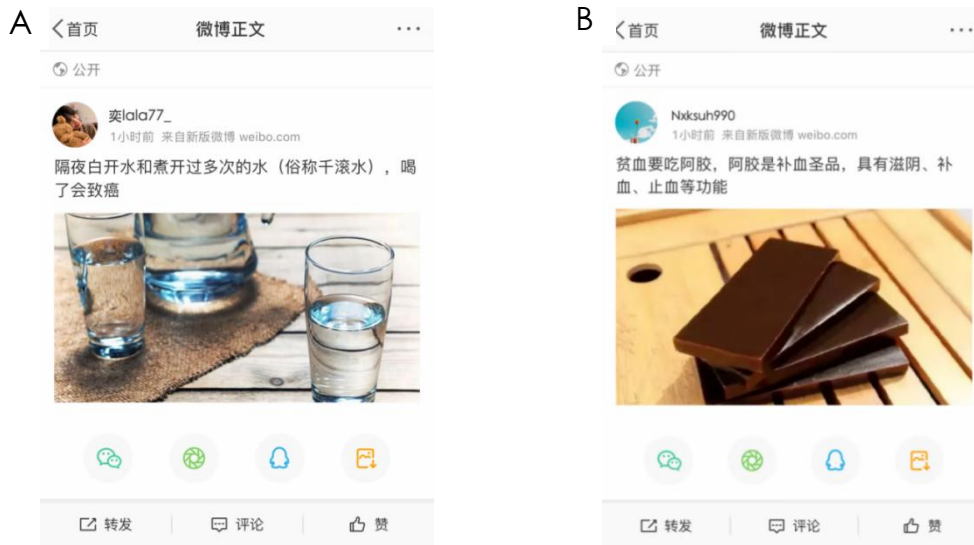 A
首页
微博正文
公开
奕lala77_
1小时前 来自新版微博 weibo.com
隔夜白开水和煮开过多次的水（俗称千滚水），喝
了会致癌
转发
评论
赞
B
首页
微博正文
公开
Nxksuh990
1小时前 来自新版微博 weibo.com
贫血要吃阿胶，阿胶是补血圣品，具有滋阴、补
血、止血等功能
转发
评论
赞